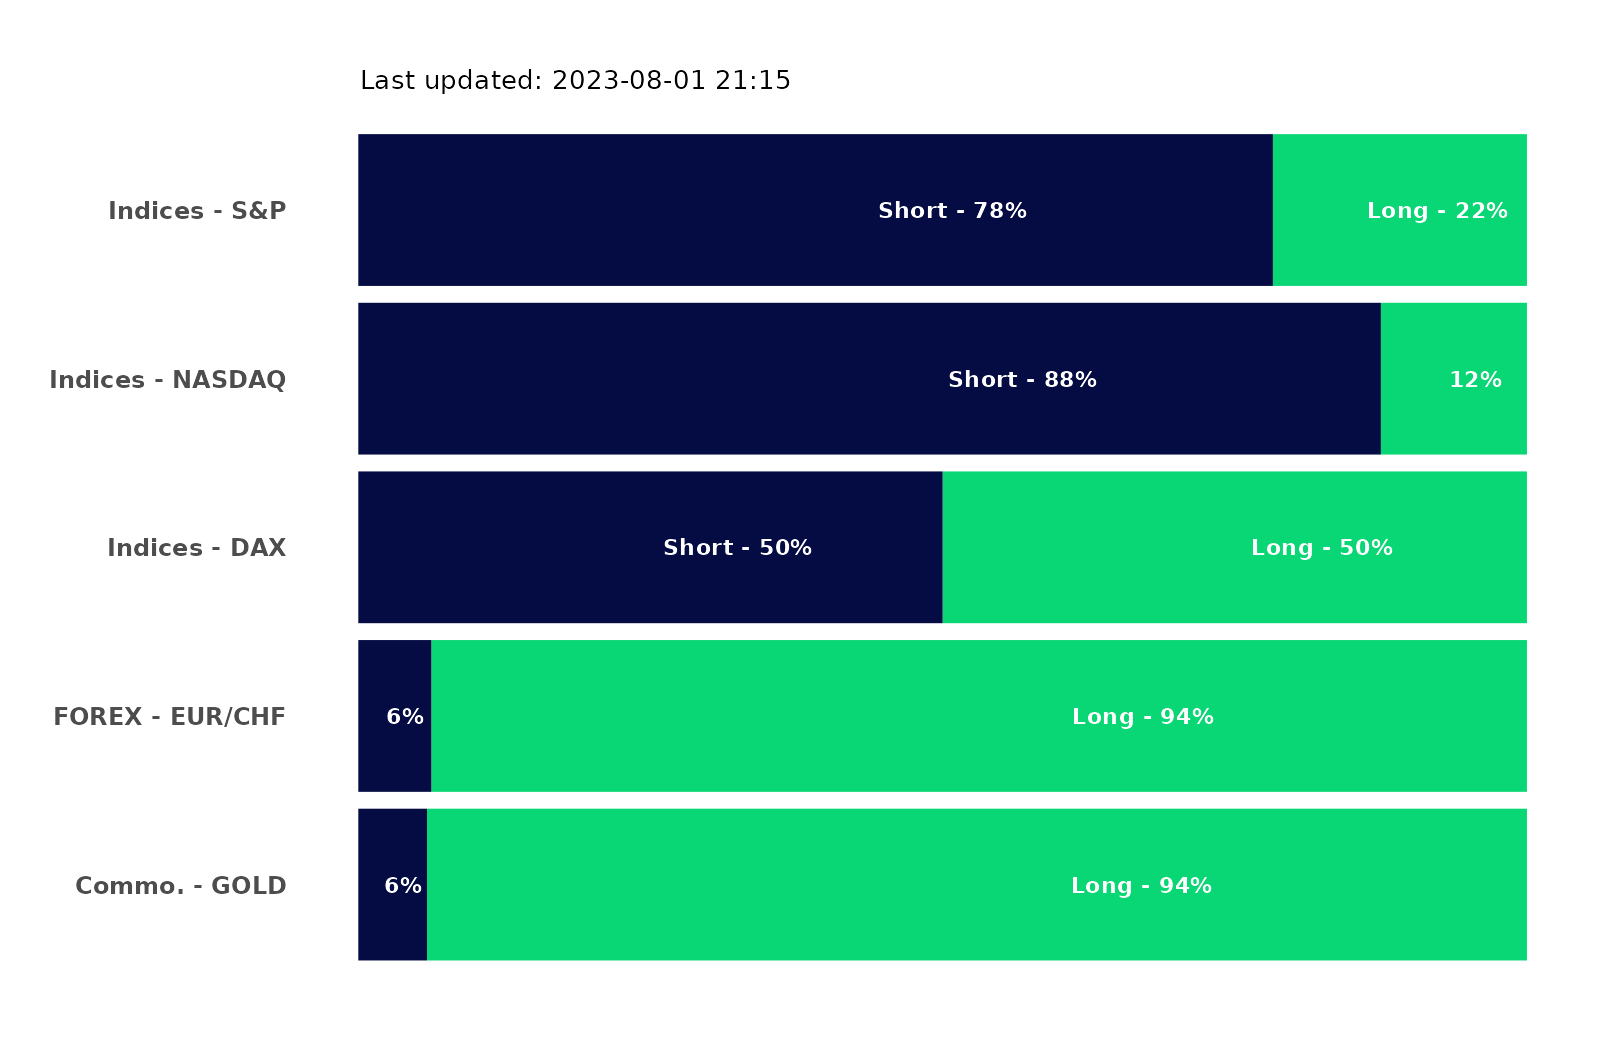 Last updated: 2023-08-01 21:15
Indices - S&P
Short - 78%
Long - 22%
Indices - NASDAQ
Short - 88%
12%
Indices - DAX
Short - 50%
Long - 50%
FOREX - EUR/CHF
6%
Long - 94%
Commo. - GOLD
6%
Long - 94%